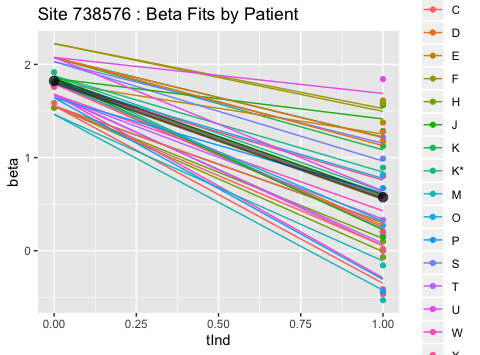 Site 738576 : Beta Fits by Patient
beta
2
1
0
0.00 0.25 0.50 0.75 1.00
tInd
C
D
E
F
H
J
K
K*
M
O
P
S
T
U
W